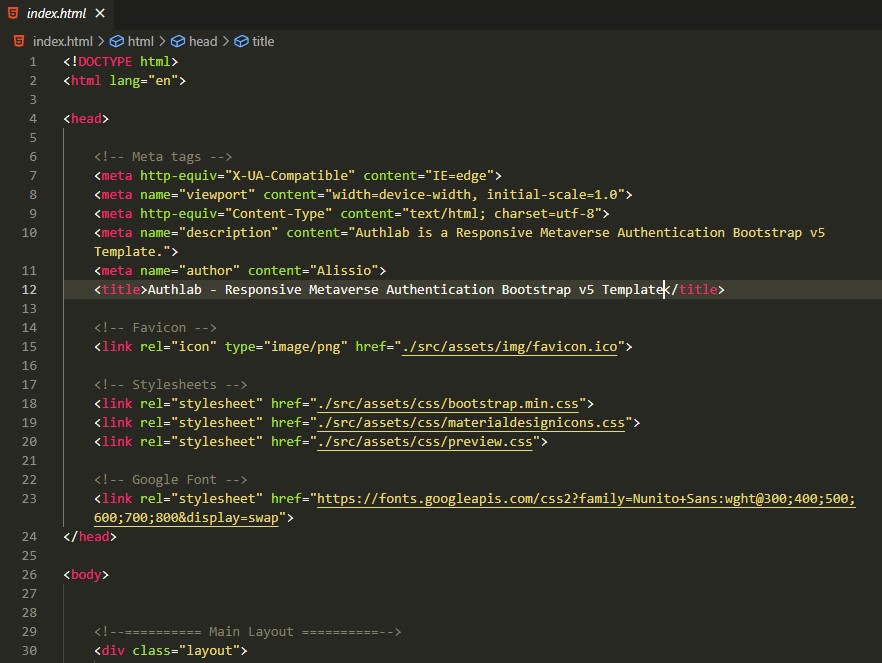 index.html ×
index.html > html > head > title
1 <!DOCTYPE html>
2 <html lang="en">
3
4 <head>
5
6 <!-- Meta tags -->
7 <meta http-equiv="X-UA-Compatible" content="IE=edge">
8 <meta name="viewport" content="width=device-width, initial-scale=1.0">
9 <meta http-equiv="Content-Type" content="text/html; charset=utf-8">
10 <meta name="description" content="Authlab is a Responsive Metaverse Authentication Bootstrap v5
Template.">
11 <meta name="author" content="Alissio">
12 <title>Authlab - Responsive Metaverse Authentication Bootstrap v5 Template</title>
13
14 <!-- Favicon -->
15 <link rel="icon" type="image/png" href="./src/assets/img/favicon.ico">
16
17 <!-- Stylesheets -->
18 <link rel="stylesheet" href="./src/assets/css/bootstrap.min.css">
19 <link rel="stylesheet" href="./src/assets/css/materialdesignicons.css">
20 <link rel="stylesheet" href="./src/assets/css/preview.css">
21
22 <!-- Google Font -->
23 <link rel="stylesheet" href="https://fonts.googleapis.com/css2?family=Nunito+Sans:wght@300;400;500;
600;700;800&display=swap">
24 </head>
25
26 <body>
27
28
29 <!--========== Main Layout ==========-->
30 <div class="layout">